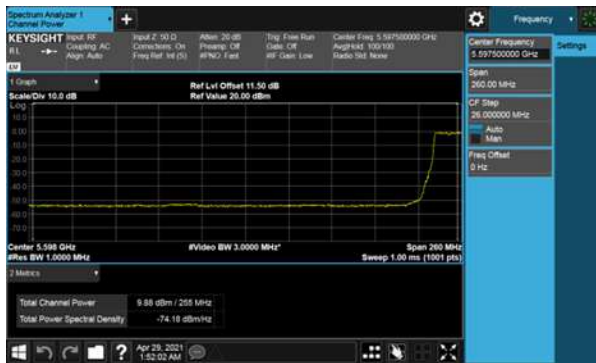 Spectrum Analyzer 1
Channel Power
+
Frequency
KEYSIGHT
Input: RF
Input Z: 50 Ω
Atten: 20 dB
Trig: Free Run
Center Freq: 5.597500000 GHz
RL
Coupling: AC
Corrections: On
Preamp: Off
Gate: Off
Avg|Hold: 100/100
Align: Auto
Freq Ref: Int (S)
#PNO: Fast
#IF Gain: Low
Radio Std: None
Center Frequency
5.597500000 GHz
Settings
Span
260.00 MHz
CF Step
26.000000 MHz
Auto
Man
Freq Offset
0 Hz
1 Graph
Scale/Div 10.0 dB
Ref Lvl Offset 11.50 dB
Ref Value 20.00 dBm
Log
10.0
0.00
-10.0
-20.0
-30.0
-40.0
-50.0
-60.0
-70.0
Center 5.598 GHz
#Video BW 3.0000 MHz*
Span 260 MHz
#Res BW 1.0000 MHz
Sweep 1.00 ms (1001 pts)
2 Metrics
Total Channel Power
9.88 dBm / 255 MHz
Total Power Spectral Density
-74.18 dBm/Hz
?
Apr 29, 2021
1:52:02 AM